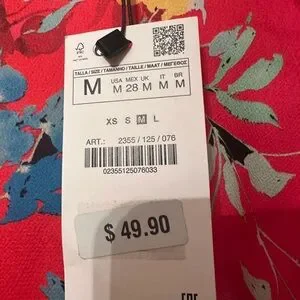 FSC
TALLA / SIZE / TAMANHO / TAILLE / MAAT / ΜΕΓΕΘΟΣ
M
USA MEX UK IT BR
M 28 M M M
XS S M L
ART.: 2355 / 125 / 076
02355125076033
$ 49.90